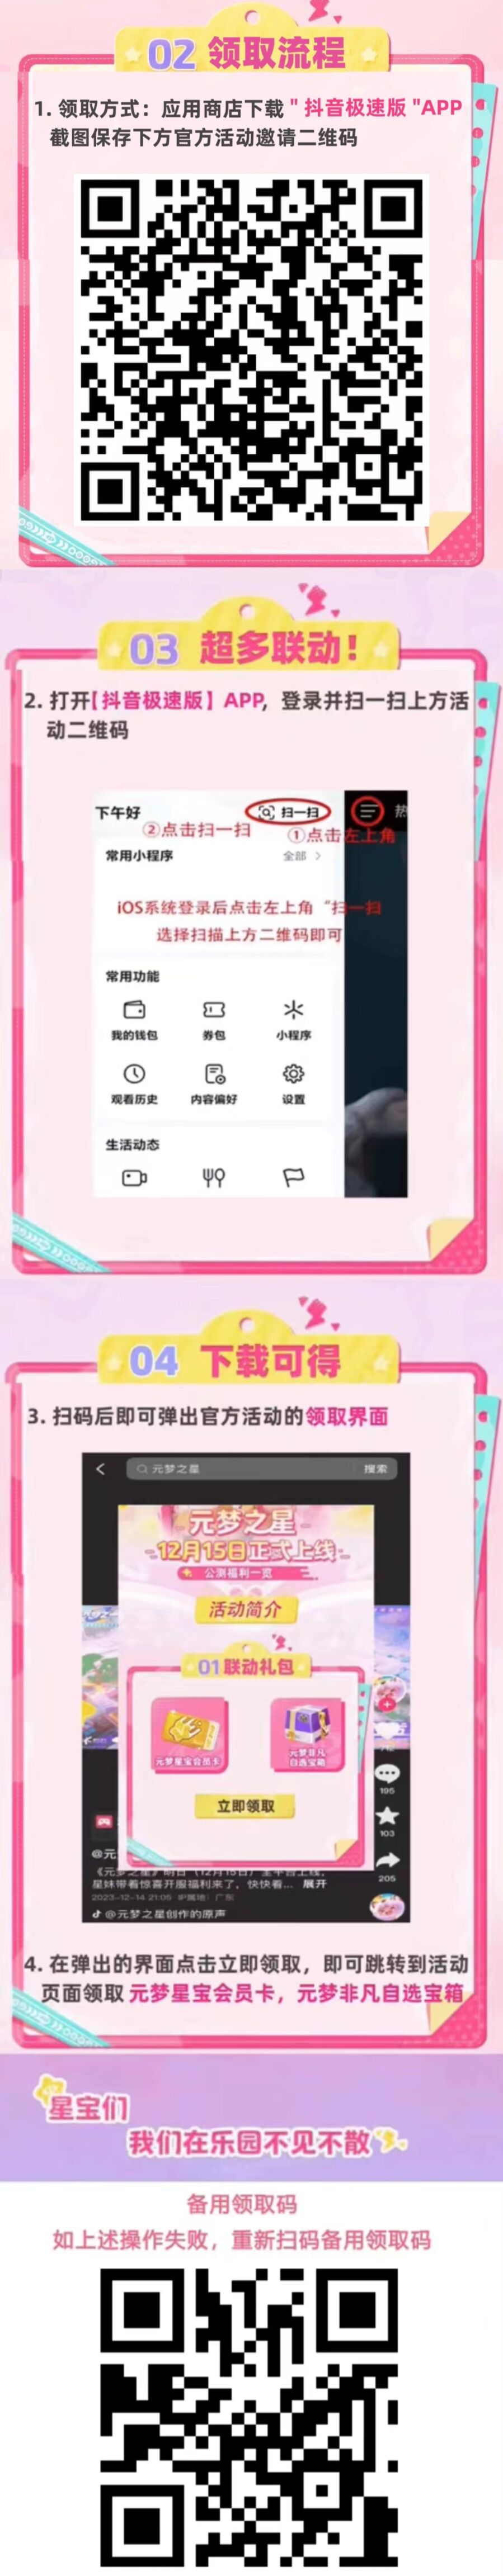 02 领取流程
1. 领取方式：应用商店下载 " 抖音极速版 "APP
截图保存下方官方活动邀请二维码
03 超多联动！
2. 打开【抖音极速版】APP，登录并扫一扫上方活
动二维码
下午好
扫一扫
热
②点击扫一扫
①点击左上角
常用小程序
全部 >
iOS系统登录后点击左上角“扫一扫
选择扫描上方二维码即可
常用功能
我的钱包 券包 小程序
观看历史 内容偏好 设置
生活动态
04 下载可得
3. 扫码后即可弹出官方活动的领取界面
元梦之星 搜索
元梦之星
12月15日正式上线
公测福利一览
活动简介
01 联动礼包
元梦星宝会员卡
元梦非凡
自选宝箱
立即领取
195
103
205
@元
《元梦之星》明日（12月15日）全平台上线，
星妹带着惊喜开服福利来了，快快看... 展开
2023-12-14 21:05 IP属地：广东
@元梦之星创作的原声
4. 在弹出的界面点击立即领取，即可跳转到活动
页面领取 元梦星宝会员卡，元梦非凡自选宝箱
星宝们
我们在乐园不见不散
备用领取码
如上述操作失败，重新扫码备用领取码